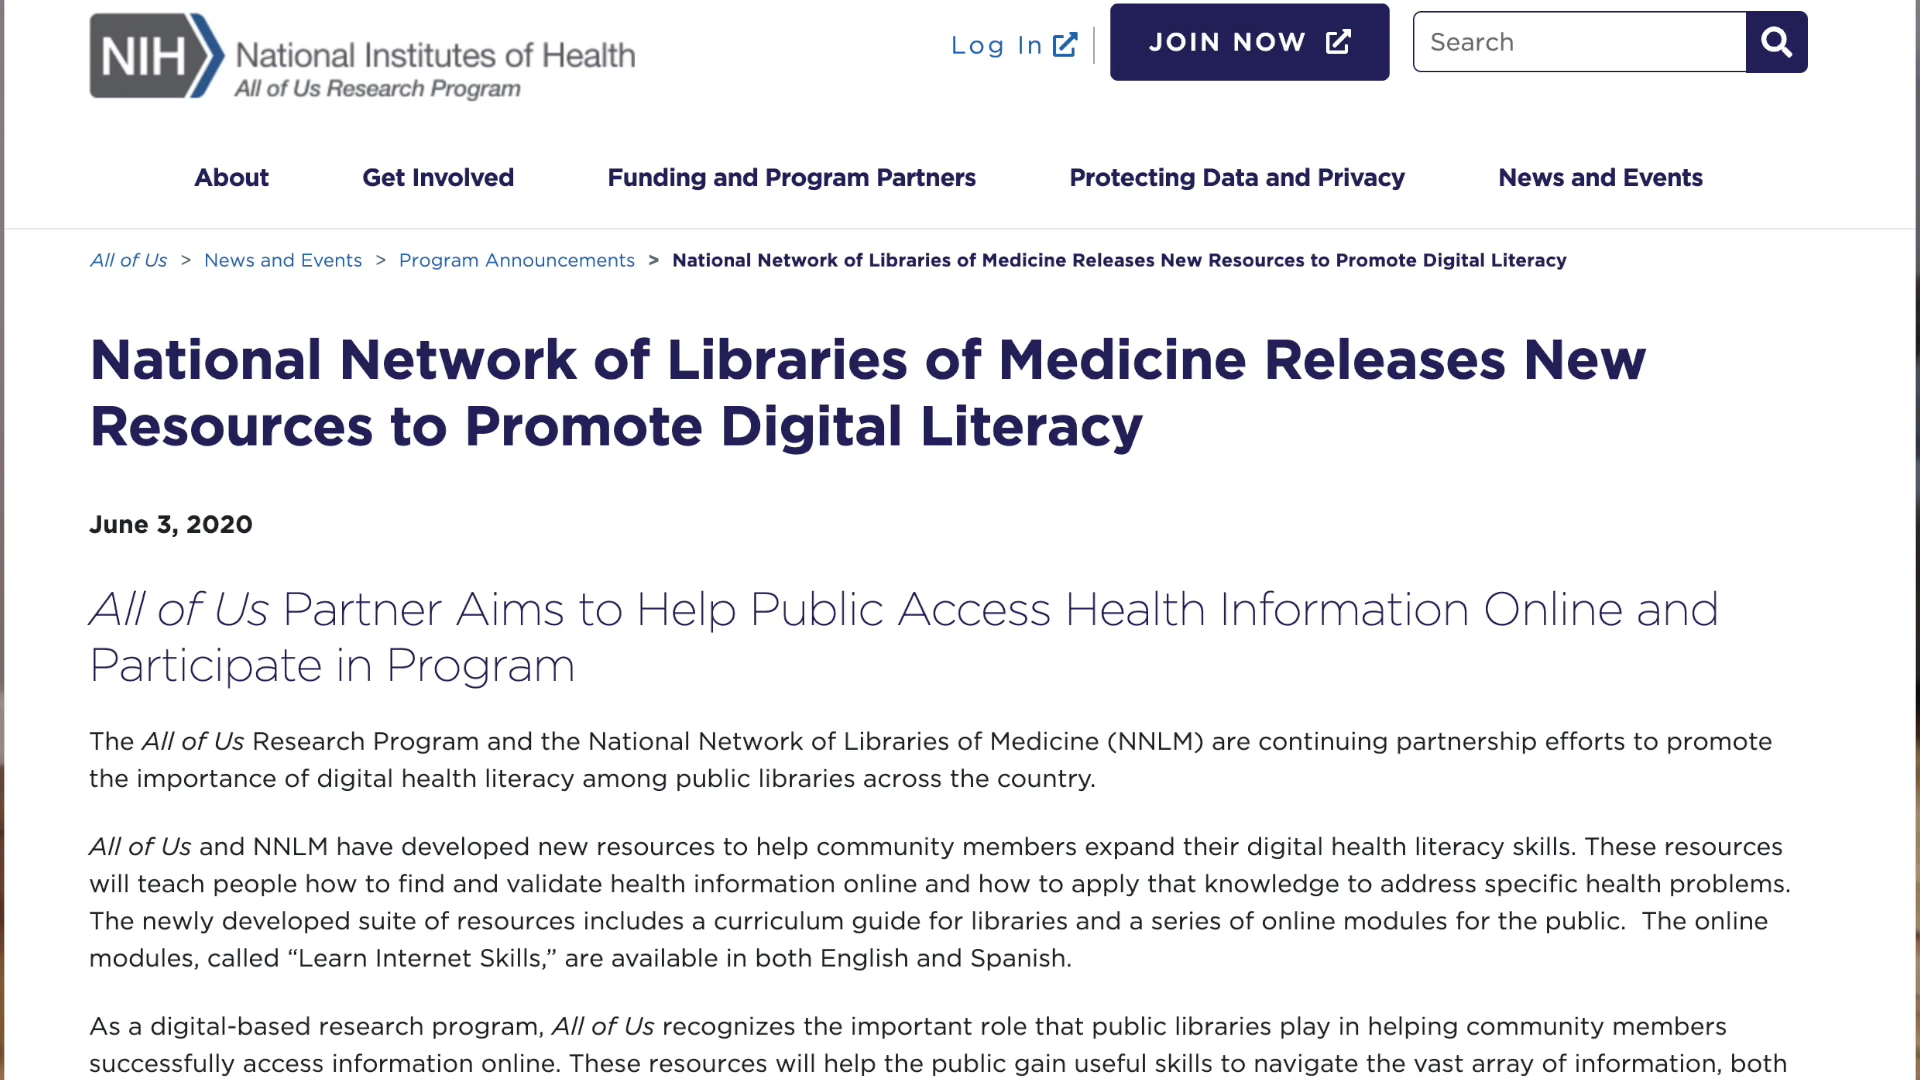 NIH National Institutes of Health
All of Us Research Program
Log In
JOIN NOW
Search
About
Get Involved
Funding and Program Partners
Protecting Data and Privacy
News and Events
All of Us > News and Events > Program Announcements > National Network of Libraries of Medicine Releases New Resources to Promote Digital Literacy
National Network of Libraries of Medicine Releases New
Resources to Promote Digital Literacy
June 3, 2020
All of Us Partner Aims to Help Public Access Health Information Online and
Participate in Program
The All of Us Research Program and the National Network of Libraries of Medicine (NNLM) are continuing partnership efforts to promote
the importance of digital health literacy among public libraries across the country.
All of Us and NNLM have developed new resources to help community members expand their digital health literacy skills. These resources
will teach people how to find and validate health information online and how to apply that knowledge to address specific health problems.
The newly developed suite of resources includes a curriculum guide for libraries and a series of online modules for the public.  The online
modules, called “Learn Internet Skills,” are available in both English and Spanish.
As a digital-based research program, All of Us recognizes the important role that public libraries play in helping community members
successfully access information online. These resources will help the public gain useful skills to navigate the vast array of information, both